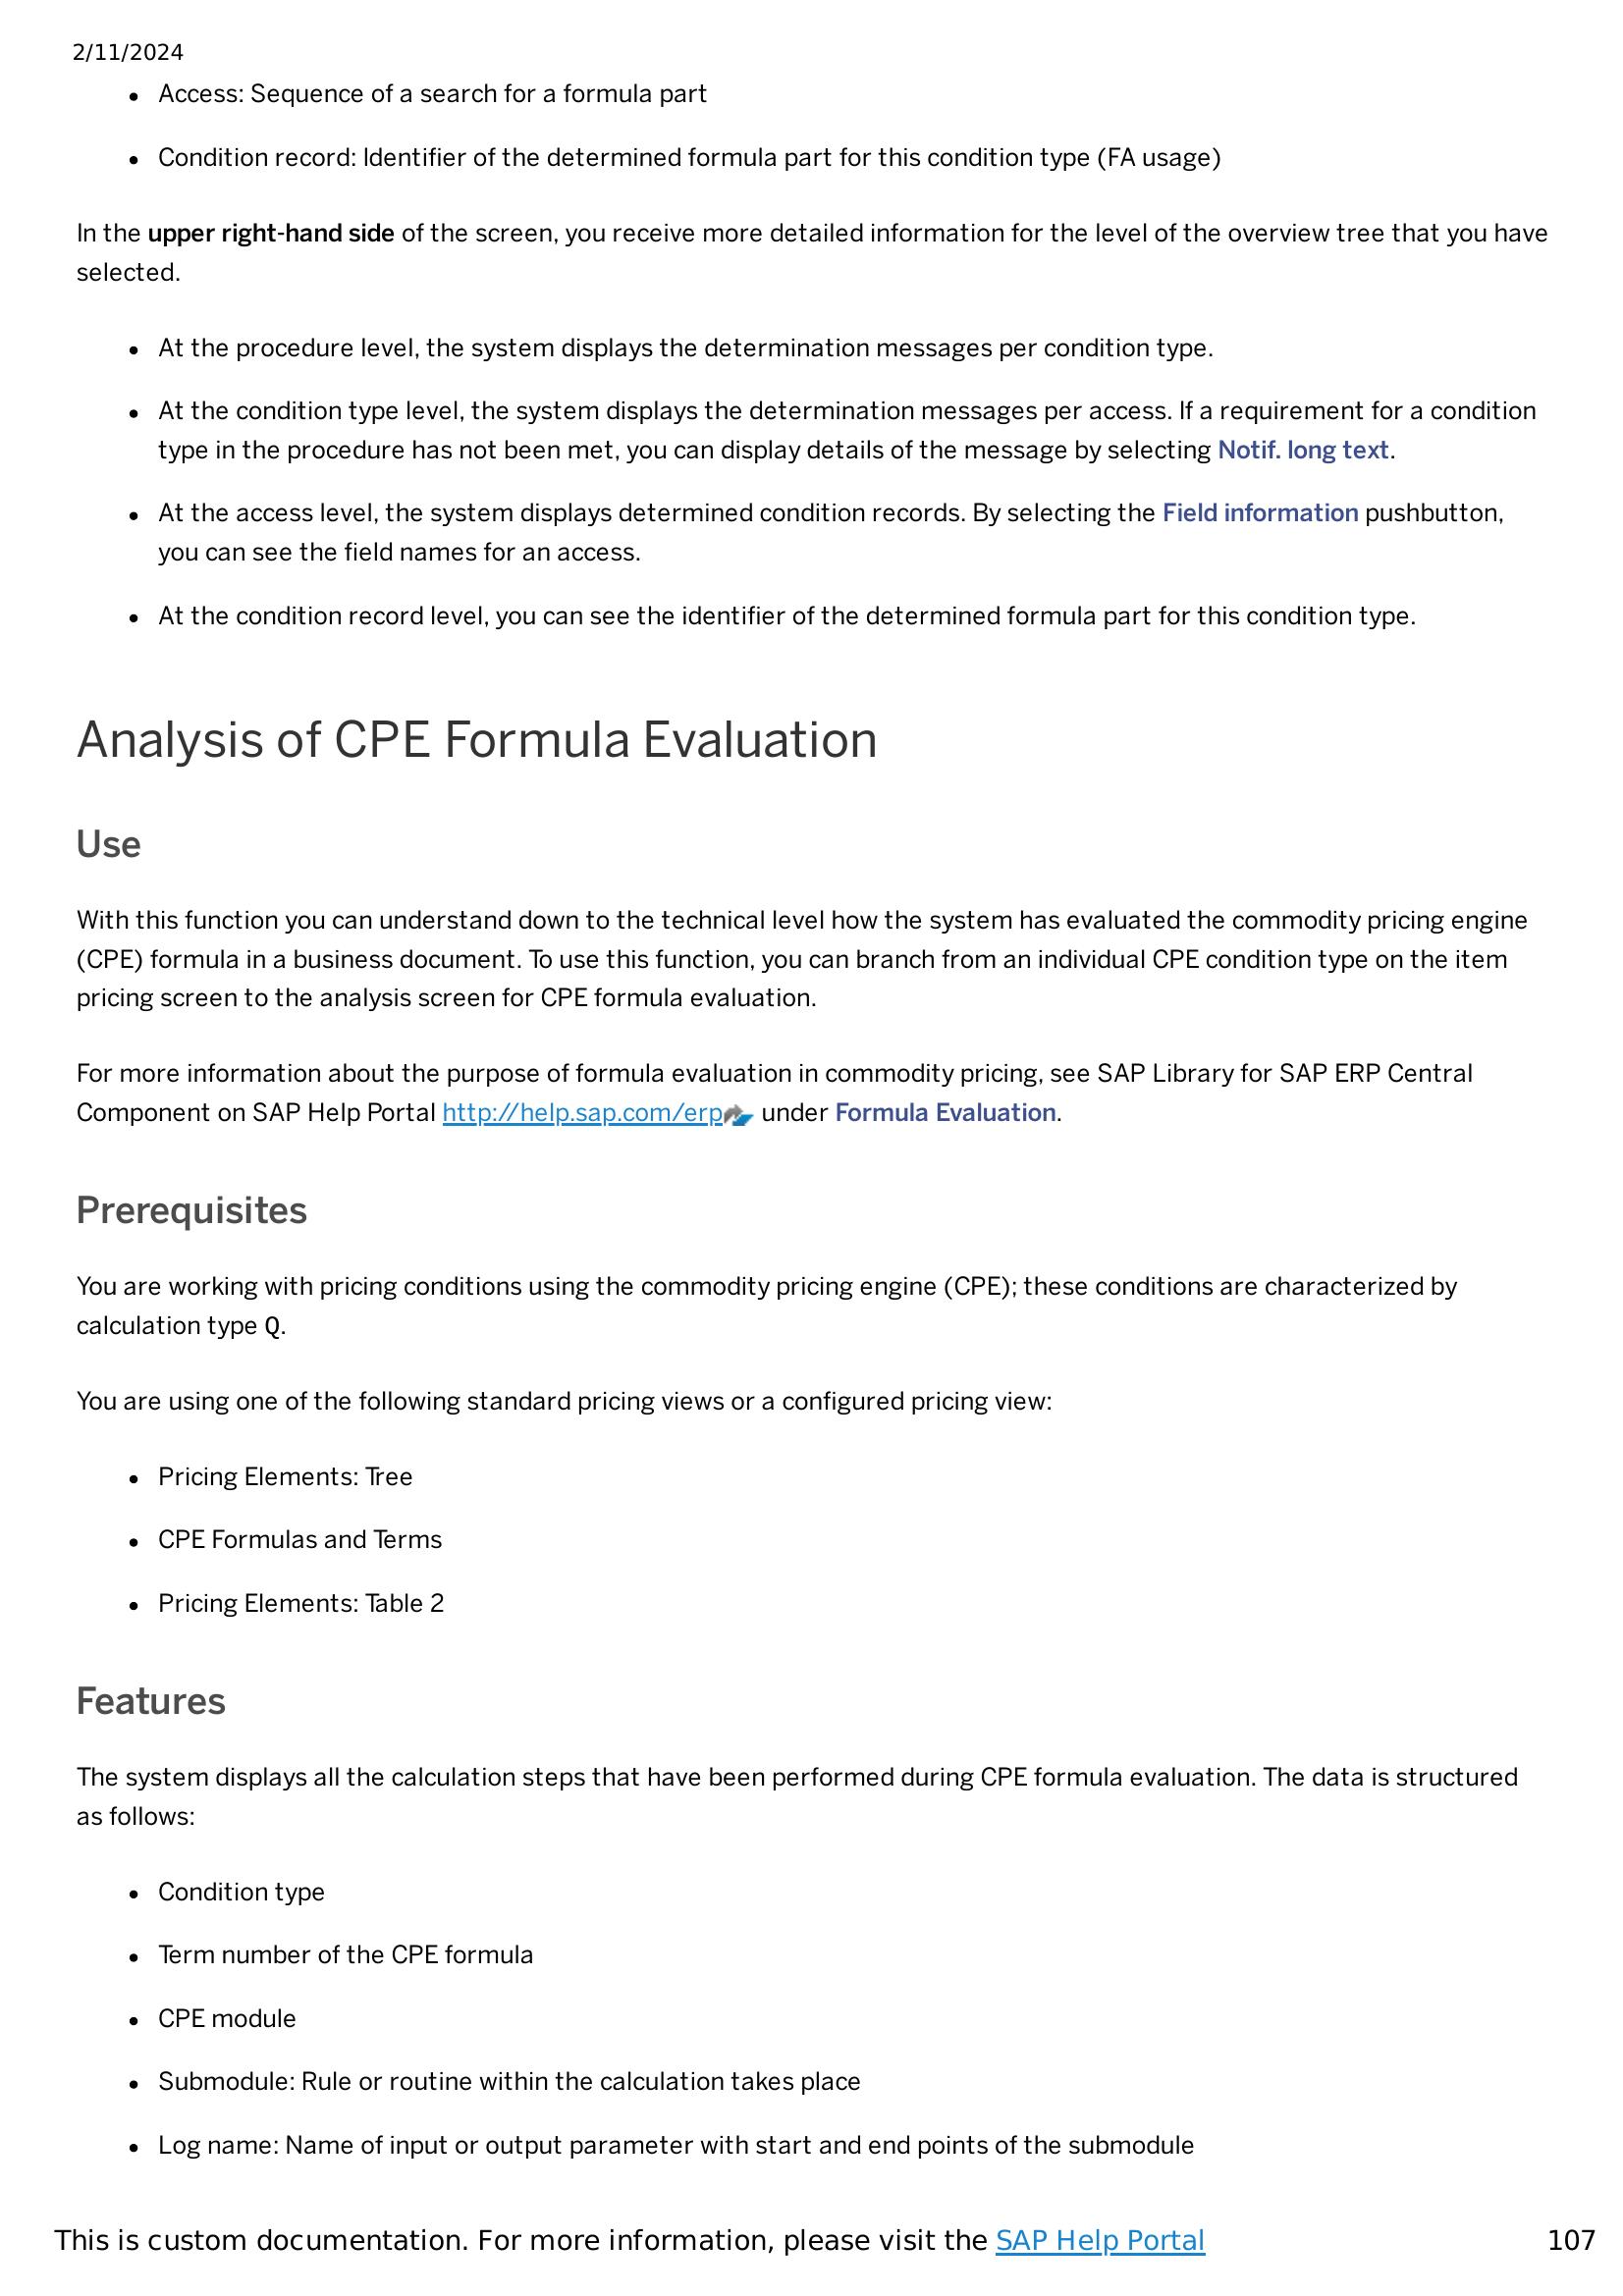 2/11/2024
• Access: Sequence of a search for a formula part
• Condition record: Identifier of the determined formula part for this condition type (FA usage)
In the upper right-hand side of the screen, you receive more detailed information for the level of the overview tree that you have
selected.
• At the procedure level, the system displays the determination messages per condition type.
• At the condition type level, the system displays the determination messages per access. If a requirement for a condition
type in the procedure has not been met, you can display details of the message by selecting Notif. long text.
• At the access level, the system displays determined condition records. By selecting the Field information pushbutton,
you can see the field names for an access.
• At the condition record level, you can see the identifier of the determined formula part for this condition type.
Analysis of CPE Formula Evaluation
Use
With this function you can understand down to the technical level how the system has evaluated the commodity pricing engine
(CPE) formula in a business document. To use this function, you can branch from an individual CPE condition type on the item
pricing screen to the analysis screen for CPE formula evaluation.
For more information about the purpose of formula evaluation in commodity pricing, see SAP Library for SAP ERP Central
Component on SAP Help Portal http://help.sap.com/erp under Formula Evaluation.
Prerequisites
You are working with pricing conditions using the commodity pricing engine (CPE); these conditions are characterized by
calculation type Q.
You are using one of the following standard pricing views or a configured pricing view:
• Pricing Elements: Tree
• CPE Formulas and Terms
• Pricing Elements: Table 2
Features
The system displays all the calculation steps that have been performed during CPE formula evaluation. The data is structured
as follows:
• Condition type
• Term number of the CPE formula
• CPE module
• Submodule: Rule or routine within the calculation takes place
• Log name: Name of input or output parameter with start and end points of the submodule
This is custom documentation. For more information, please visit the SAP Help Portal 107